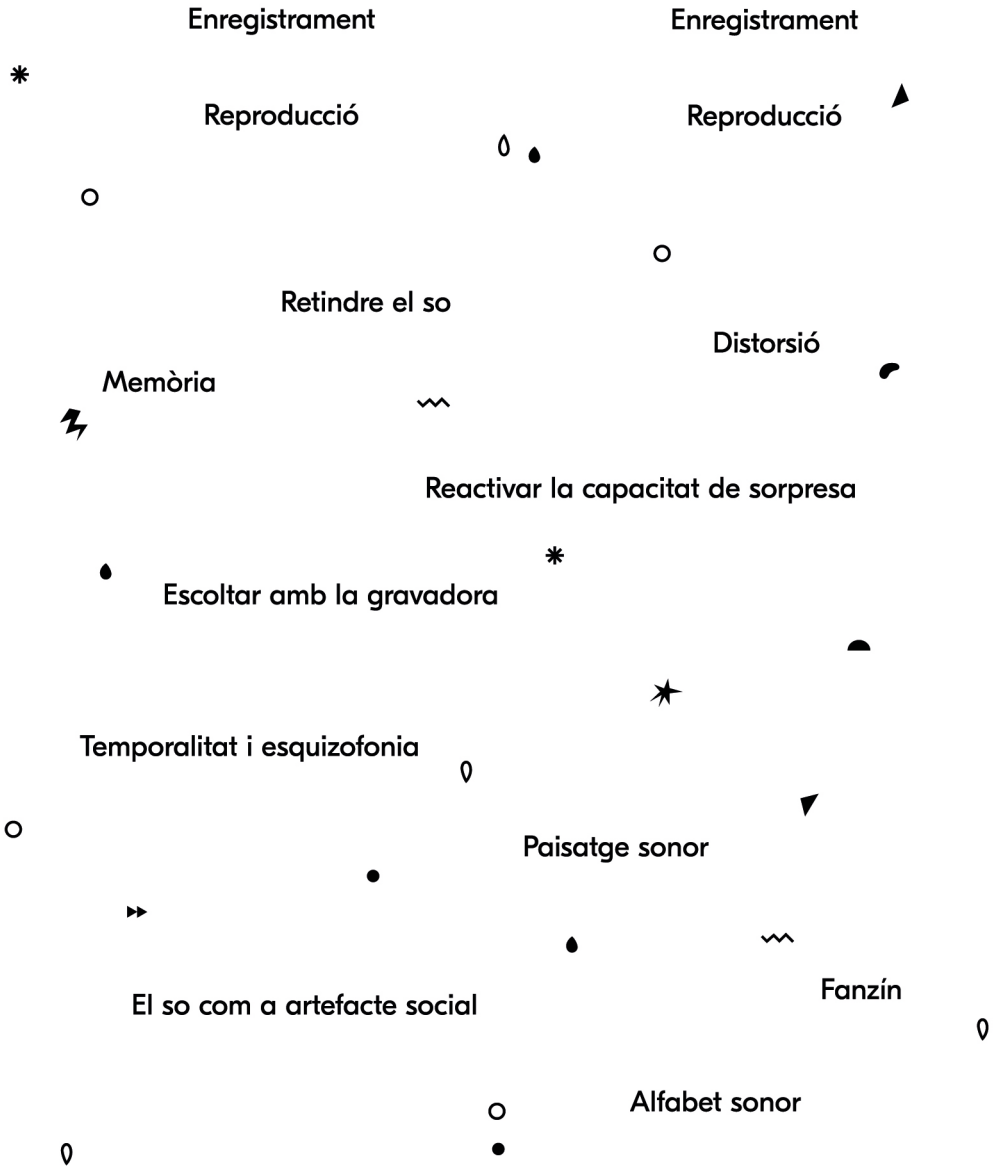 Enregistrament
Enregistrament
Reproducció
Reproducció
Retindre el so
Distorsió
Memòria
Reactivar la capacitat de sorpresa
Escoltar amb la gravadora
Temporalitat i esquizofonia
Paisatge sonor
Fanzín
El so com a artefacte social
Alfabet sonor